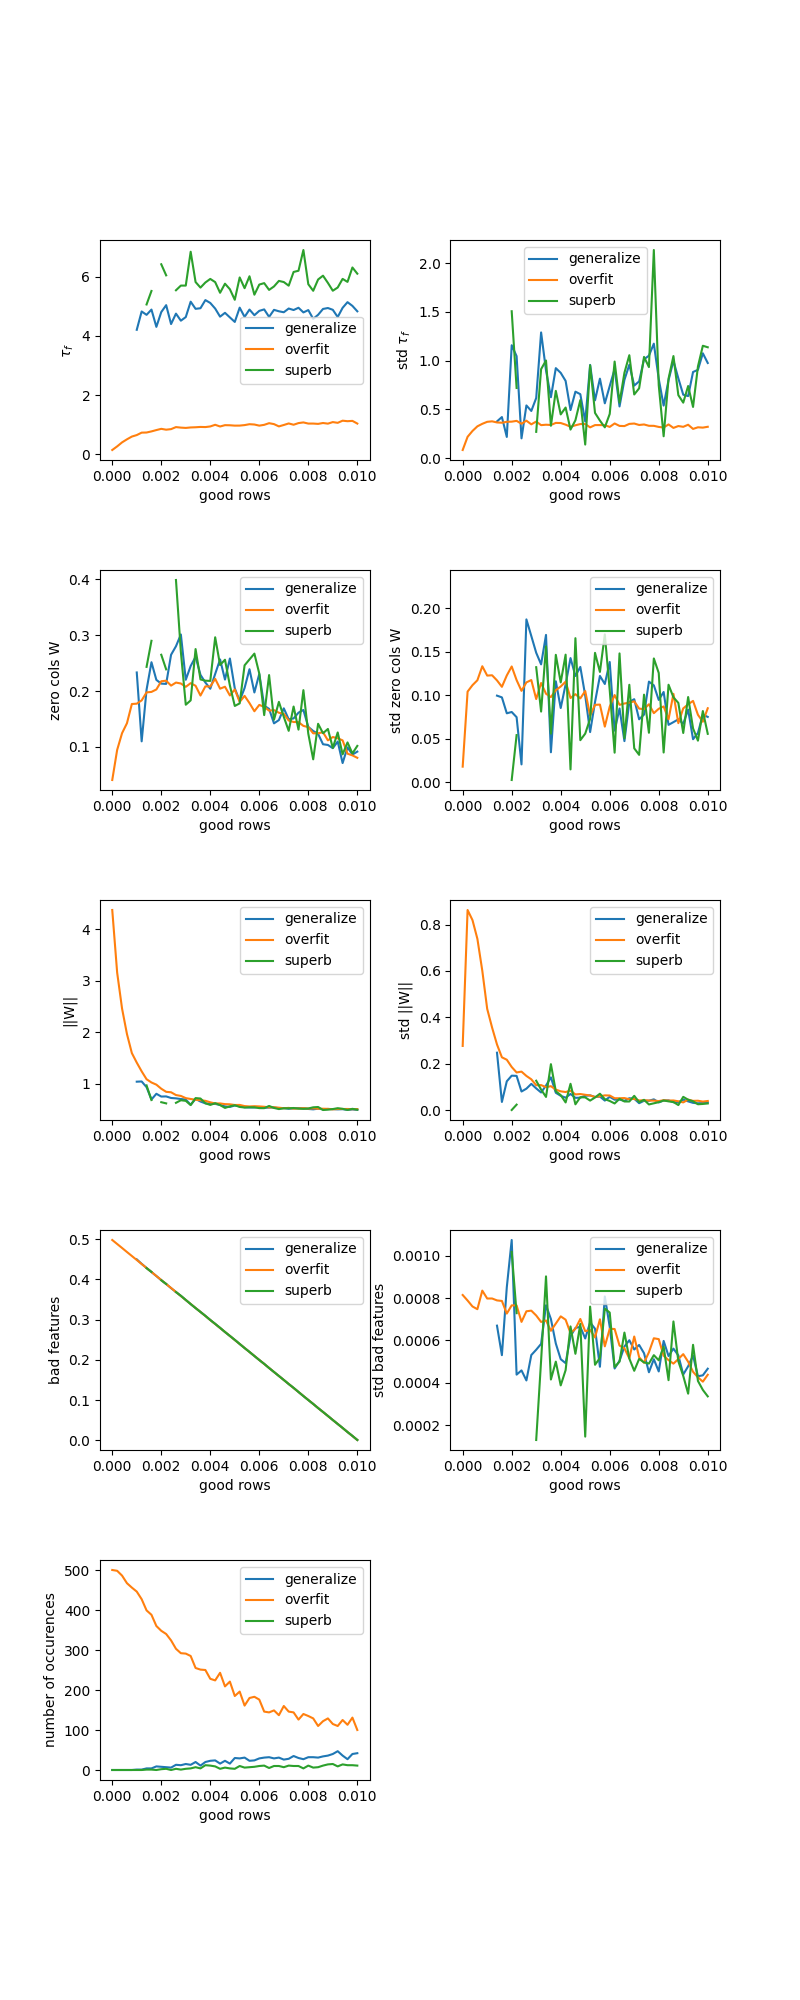 τf
6
4
2
0
generalize
overfit
superb
0.000 0.002 0.004 0.006 0.008 0.010
good rows
std τf
2.0
1.5
1.0
0.5
0.0
generalize
overfit
superb
0.000 0.002 0.004 0.006 0.008 0.010
good rows
zero cols W
0.4
0.3
0.2
0.1
generalize
overfit
superb
0.000 0.002 0.004 0.006 0.008 0.010
good rows
std zero cols W
0.20
0.15
0.10
0.05
0.00
generalize
overfit
superb
0.000 0.002 0.004 0.006 0.008 0.010
good rows
||W||
4
3
2
1
generalize
overfit
superb
0.000 0.002 0.004 0.006 0.008 0.010
good rows
std ||W||
0.8
0.6
0.4
0.2
0.0
generalize
overfit
superb
0.000 0.002 0.004 0.006 0.008 0.010
good rows
bad features
0.5
0.4
0.3
0.2
0.1
0.0
generalize
overfit
superb
0.000 0.002 0.004 0.006 0.008 0.010
good rows
std bad features
0.0010
0.0008
0.0006
0.0004
0.0002
generalize
overfit
superb
0.000 0.002 0.004 0.006 0.008 0.010
good rows
number of occurences
500
400
300
200
100
0
generalize
overfit
superb
0.000 0.002 0.004 0.006 0.008 0.010
good rows